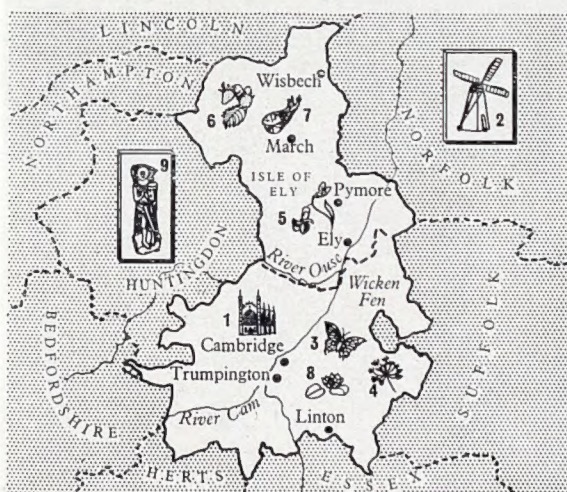 LINCOLN
NORTHAMPTON
Wisbech
6
7
2
March
NORFOLK
9
ISLE OF
ELY
Pymore
5
Ely
River Ouse
HUNTINGDON
Wicken
Fen
1
3
Cambridge
8
4
Trumpington
SUFFOLK
BEDFORDSHIRE
River Cam
Linton
HERTS
ESSEX